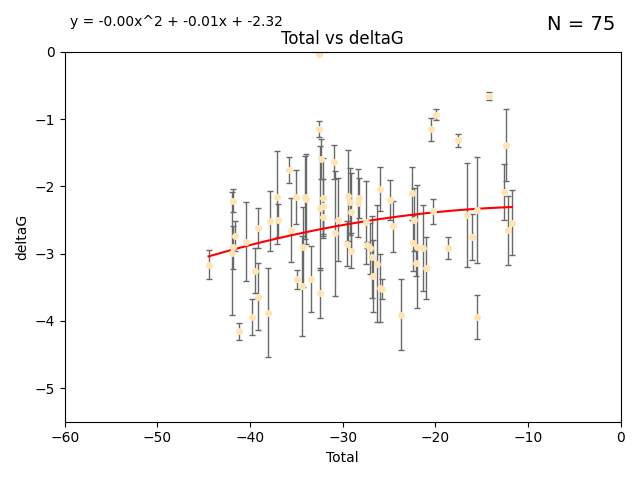 y = -0.00x^2 + -0.01x + -2.32
N = 75
Total vs deltaG
0
−1
−2
−3
−4
−5
deltaG
−60 −50 −40 −30 −20 −10 0
Total